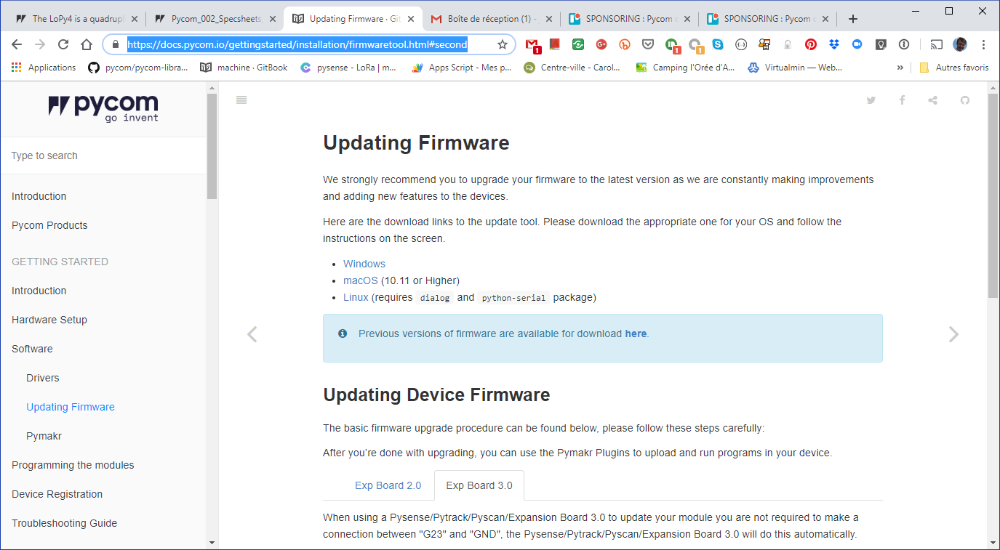 The LoPy4 is a quadrupl
Pycom_002_Specsheets_
Updating Firmware · Git
Boîte de réception (1) -
SPONSORING : Pycom
SPONSORING : Pycom
https://docs.pycom.io/gettingstarted/installation/firmwaretool.html#second
1
1
1
Applications
pycom/pycom-libra...
machine · GitBook
pysense - LoRa | m...
Apps Script - Mes p...
Centre-ville - Carol...
Camping l'Orée d'A...
Virtualmin — Web...
»
Autres favoris
pycom
go invent
Type to search
Introduction
Pycom Products
GETTING STARTED
Introduction
Hardware Setup
Software
Drivers
Updating Firmware
Pymakr
Programming the modules
Device Registration
Troubleshooting Guide
Updating Firmware
We strongly recommend you to upgrade your firmware to the latest version as we are constantly making improvements
and adding new features to the devices.
Here are the download links to the update tool. Please download the appropriate one for your OS and follow the
instructions on the screen.
• Windows
• macOS (10.11 or Higher)
• Linux (requires dialog and python-serial package)
Previous versions of firmware are available for download here.
Updating Device Firmware
The basic firmware upgrade procedure can be found below, please follow these steps carefully:
After you're done with upgrading, you can use the Pymakr Plugins to upload and run programs in your device.
Exp Board 2.0
Exp Board 3.0
When using a Pysense/Pytrack/Pyscan/Expansion Board 3.0 to update your module you are not required to make a
connection between "G23" and "GND", the Pysense/Pytrack/Pyscan/Expansion Board 3.0 will do this automatically.